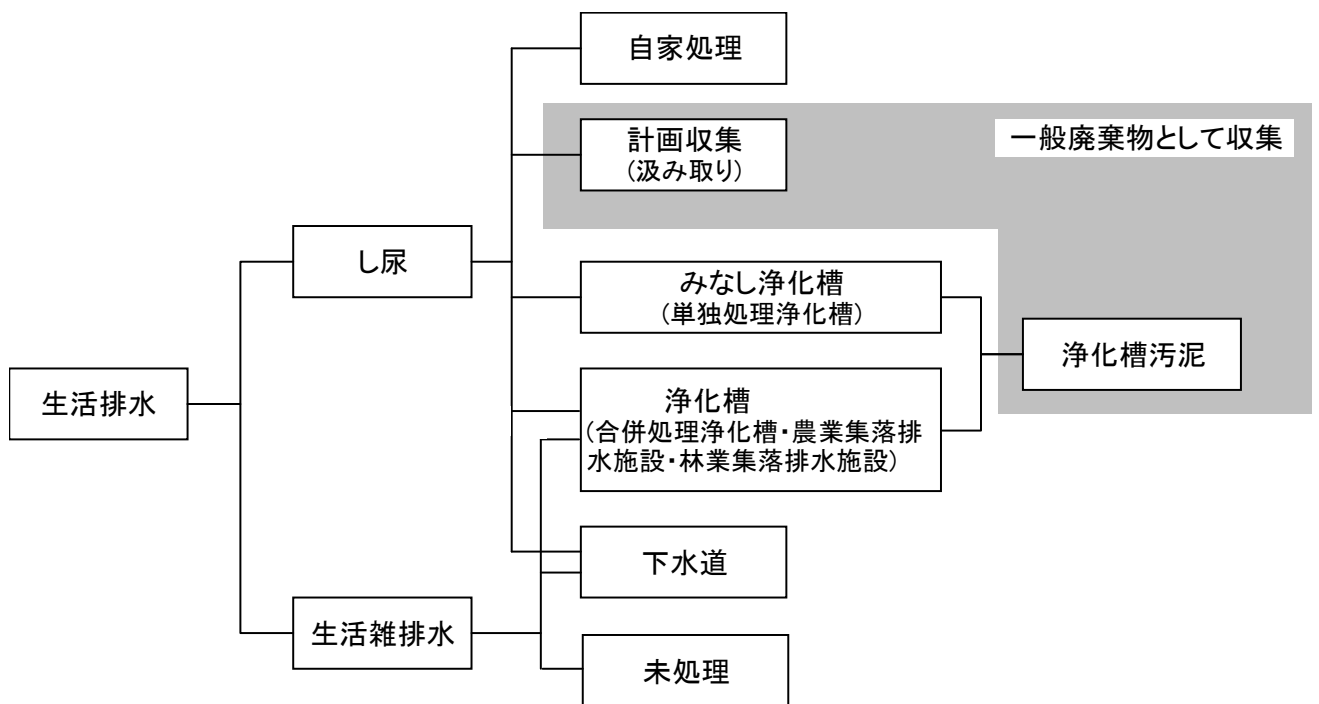 自家処理
計画収集
(汲み取り)
一般廃棄物として収集
し尿
みなし浄化槽
(単独処理浄化槽)
浄化槽汚泥
生活排水
浄化槽
(合併処理浄化槽・農業集落排
水施設・林業集落排水施設)
下水道
生活雑排水
未処理